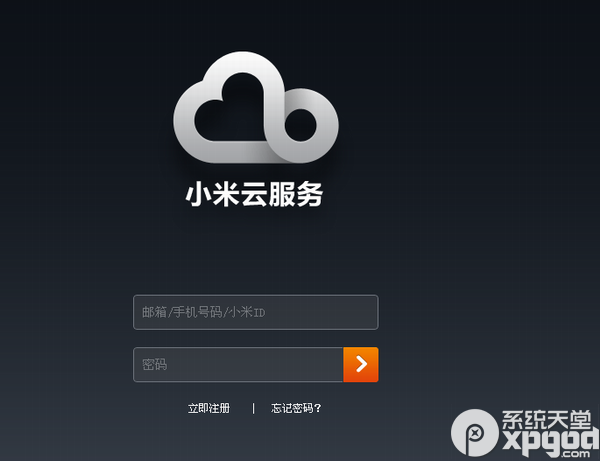 小米云服务
邮箱/手机号码/小米ID
密码
立即注册 | 忘记密码?
系统天堂
xpgod
.com